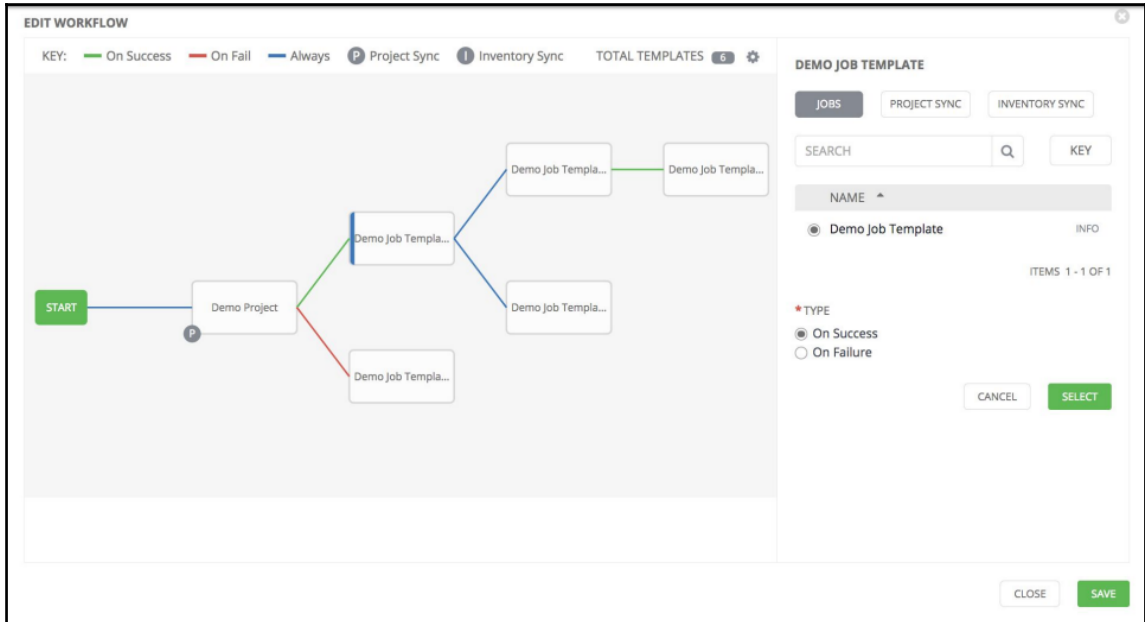 EDIT WORKFLOW
KEY: On Success On Fail Always P Project Sync I Inventory Sync TOTAL TEMPLATES 6
Demo Job Templa...
Demo Job Templa...
Demo Job Templa...
START
Demo Project
P
Demo Job Templa...
Demo Job Templa...
DEMO JOB TEMPLATE
JOBS PROJECT SYNC INVENTORY SYNC
SEARCH KEY
NAME
Demo Job Template INFO
ITEMS 1 - 1 OF 1
*TYPE
On Success
On Failure
CANCEL SELECT
CLOSE SAVE